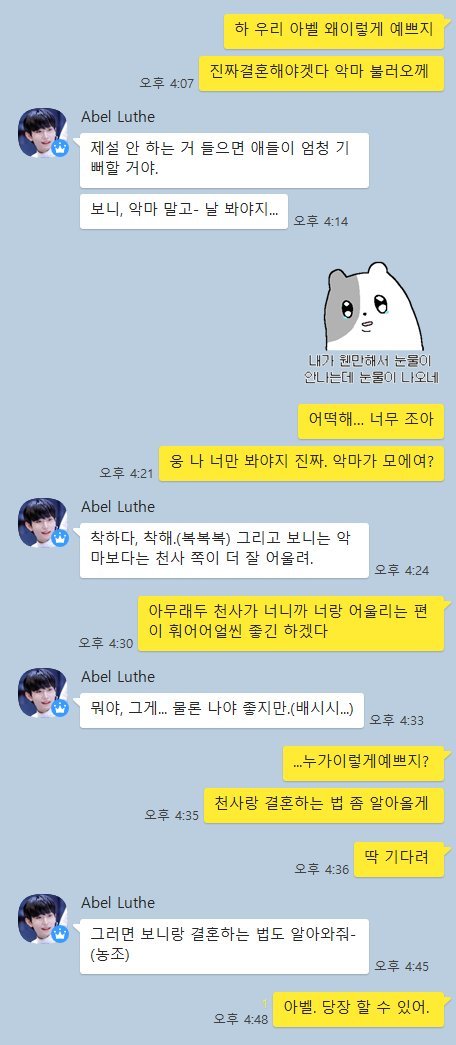 하 우리 아벨 왜이렇게 예쁘지
진짜결혼해야겟다 악마 불러오께
오후 4:07
Abel Luthe
제설 안 하는 거 들으면 애들이 엄청 기
뻐할 거야.
보니, 악마 말고- 날 봐야지...
오후 4:14
내가 웬만해서 눈물이
안나는데 눈물이 나오네
어떡해... 너무 조아
웅 나 너만 봐야지 진짜. 악마가 모에여?
오후 4:21
Abel Luthe
착하다, 착해.(복복복) 그리고 보니는 악
마보다는 천사 쪽이 더 잘 어울려.
오후 4:24
아무래두 천사가 너니까 너랑 어울리는 편
이 훠어어얼씬 좋긴 하겠다
오후 4:30
Abel Luthe
뭐야, 그게... 물론 나야 좋지만.(배시시...)
오후 4:33
...누가이렇게예쁘지?
천사랑 결혼하는 법 좀 알아올게
오후 4:35
딱 기다려
오후 4:36
Abel Luthe
그러면 보니랑 결혼하는 법도 알아와줘-
(농조)
오후 4:45
1
아벨. 당장 할 수 있어.
오후 4:48